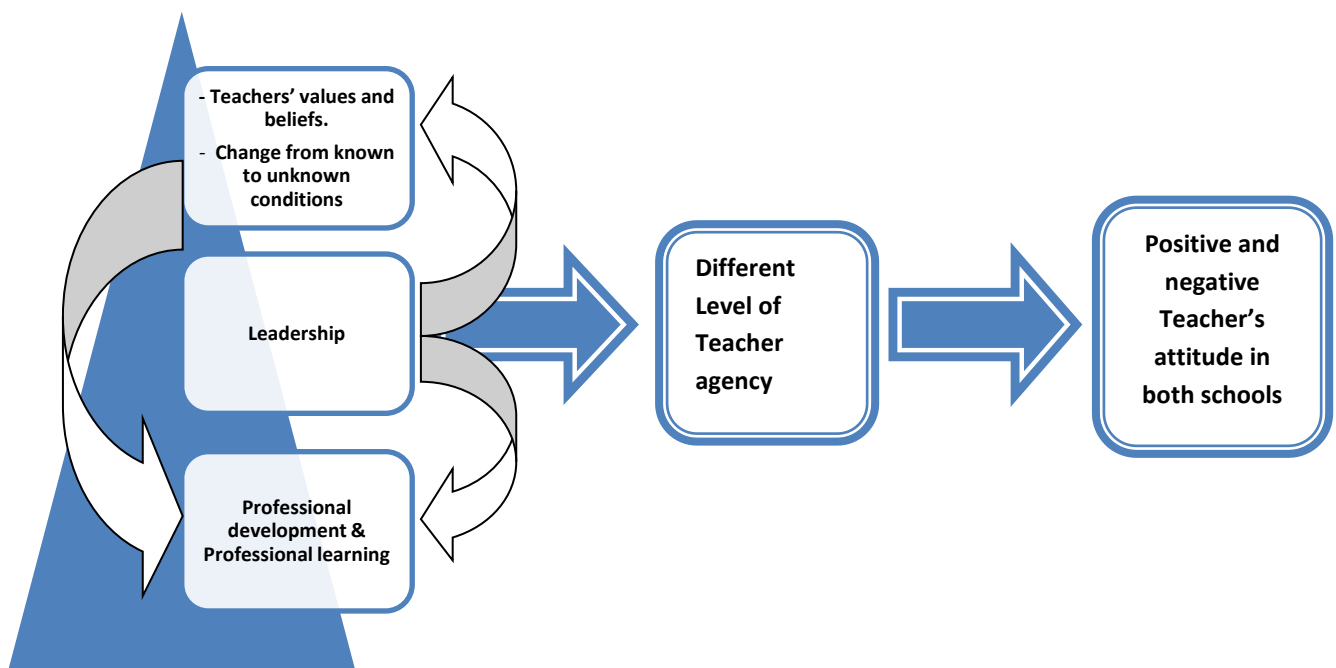 - Teachers’ values and
beliefs.
- Change from known
to unknown
conditions
Leadership
Professional
development &
Professional learning
Different
Level of
Teacher
agency
Positive and
negative
Teacher’s
attitude in
both schools